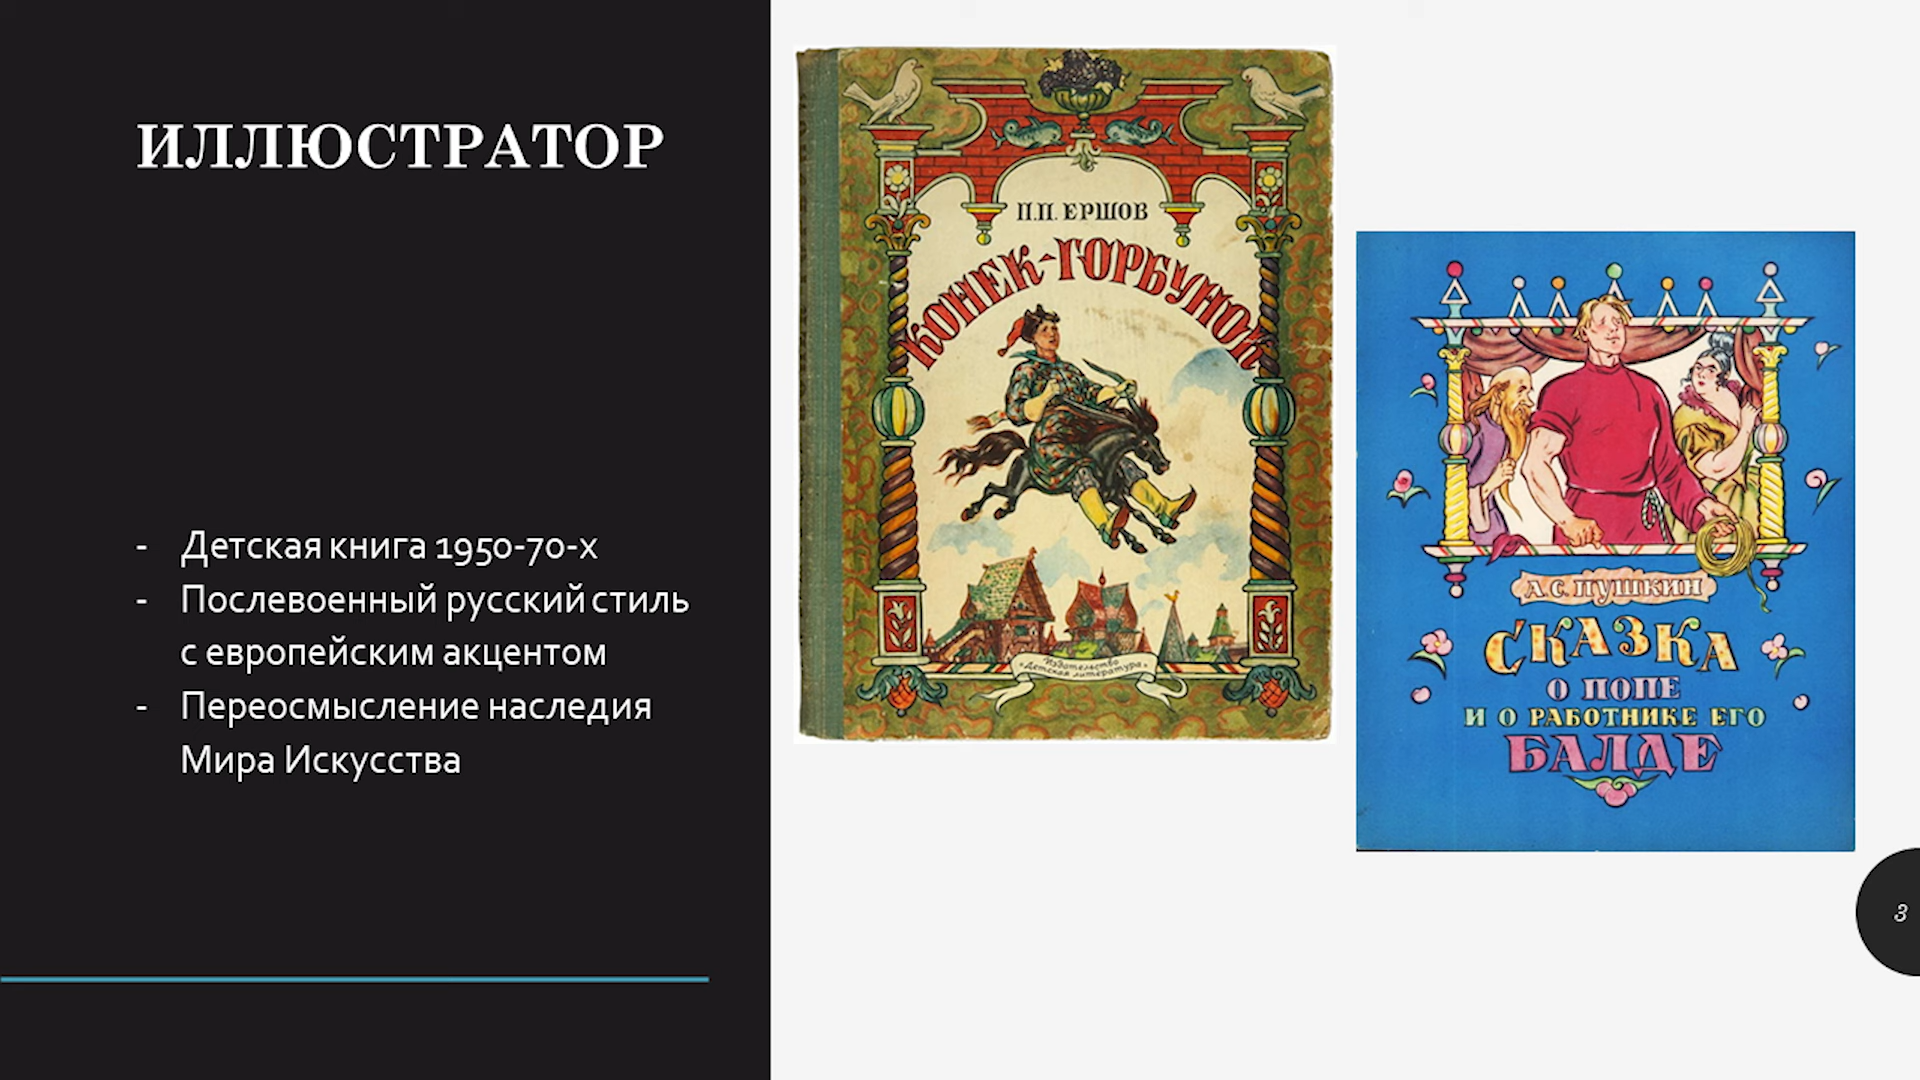 ИЛЛЮСТРАТОР
- Детская книга 1950-70-х
- Послевоенный русский стиль
с европейским акцентом
- Переосмысление наследия
Мира Искусства
П.П. ЕРШОВ
КОНЕК-ГОРБУНОК
Издательство
«Детская литература»
А.С. ПУШКИН
СКАЗКА
О ПОПЕ
И О РАБОТНИКЕ ЕГО
БАЛДЕ
3